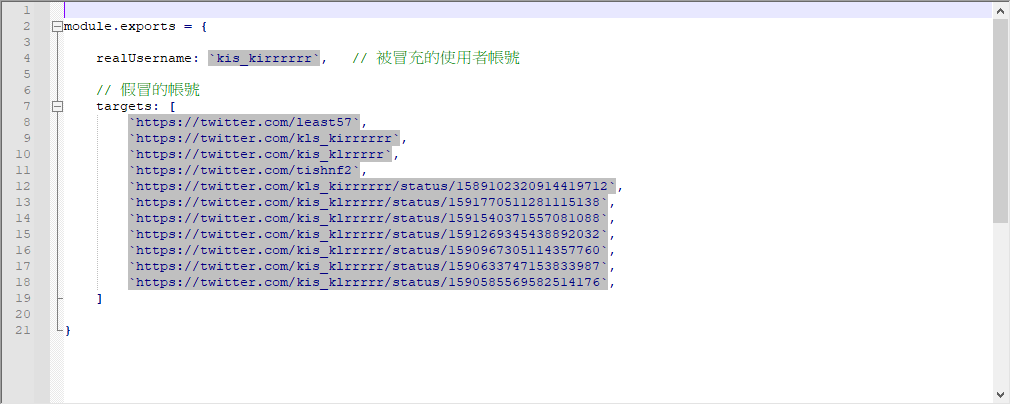 1
2 module.exports = {
3
4 realUsername: `kis_kirrrrrr`, // 被冒充的使用者帳號
5
6 // 假冒的帳號
7 targets: [
8 `https://twitter.com/least57`,
9 `https://twitter.com/kls_kirrrrrr`,
10 `https://twitter.com/kis_klrrrrr`,
11 `https://twitter.com/tishnf2`,
12 `https://twitter.com/kls_kirrrrrr/status/1589102320914419712`,
13 `https://twitter.com/kis_klrrrrr/status/1591770511281115138`,
14 `https://twitter.com/kis_klrrrrr/status/1591540371557081088`,
15 `https://twitter.com/kis_klrrrrr/status/1591269345438892032`,
16 `https://twitter.com/kis_klrrrrr/status/1590967305114357760`,
17 `https://twitter.com/kis_klrrrrr/status/1590633747153833987`,
18 `https://twitter.com/kis_klrrrrr/status/1590585569582514176`,
19 ]
20
21 }